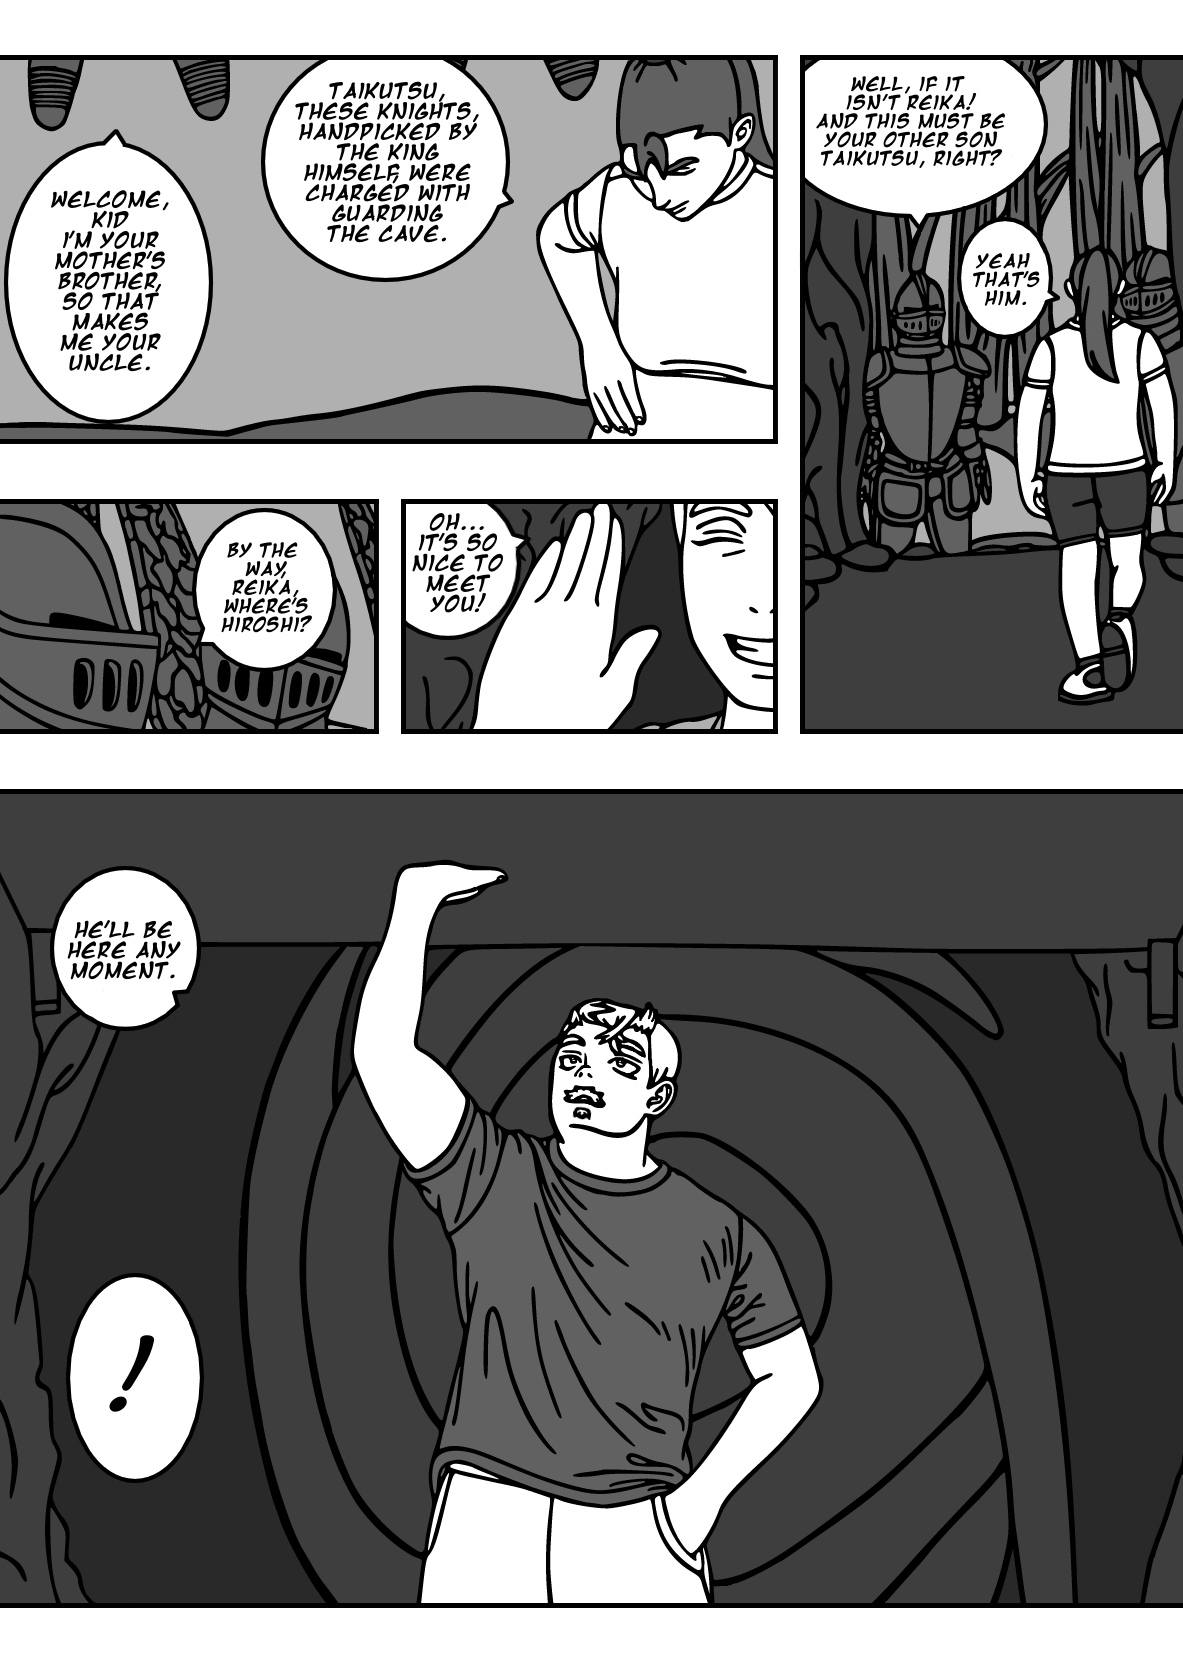 WELL, IF IT
ISN'T REIKA!
AND THIS MUST BE
YOUR OTHER SON
TAIKUTSU, RIGHT?
YEAH
THAT'S
HIM.
TAIKUTSU,
THESE KNIGHTS,
HANDPICKED BY
THE KING
HIMSELF, WERE
CHARGED WITH
GUARDING
THE CAVE.
WELCOME,
KID
I'M YOUR
MOTHER'S
BROTHER,
SO THAT
MAKES
ME YOUR
UNCLE.
OH...
IT'S SO
NICE TO
MEET
YOU!
BY THE
WAY,
REIKA,
WHERE'S
HIROSHI?
HE'LL BE
HERE ANY
MOMENT.
!